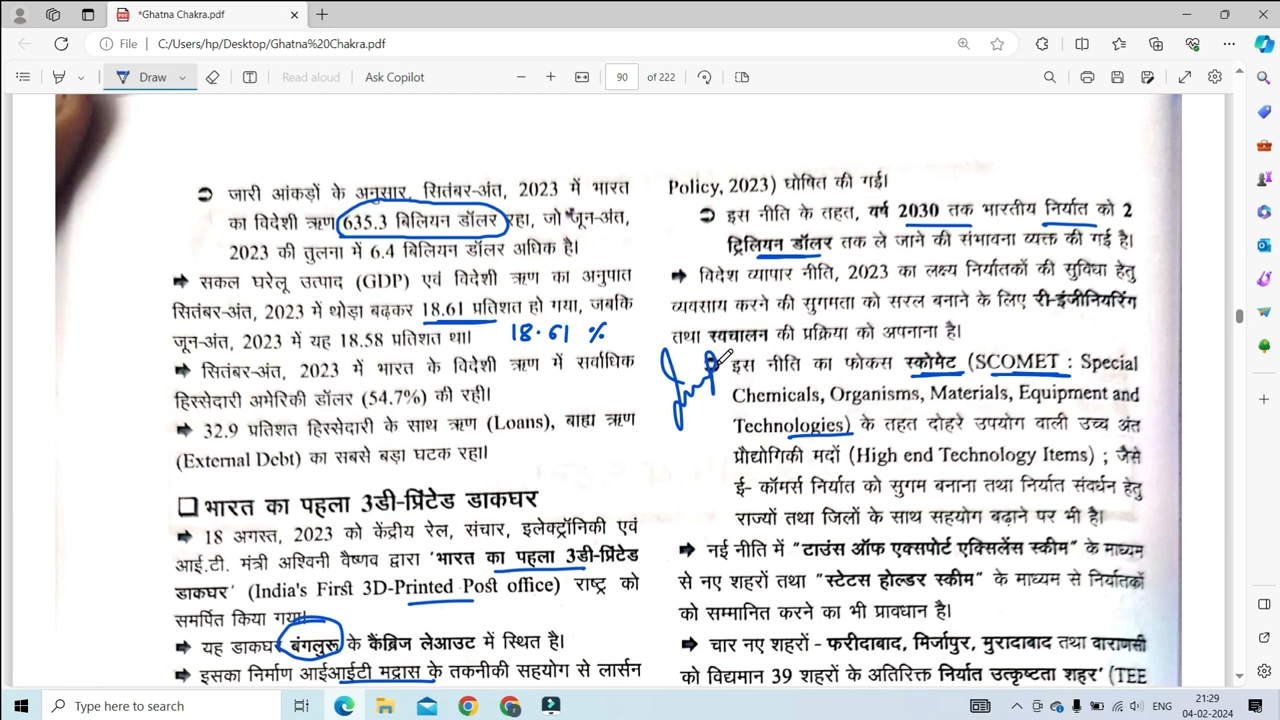 *Ghatna Chakra.pdf
File C:/Users/hp/Desktop/Ghatna%20Chakra.pdf
Draw Read aloud Ask Copilot 90 of 222
जारी आंकड़ों के अनुसार, सितंबर-अंत, 2023 में भारत
का विदेशी ऋण 635.3 बिलियन डॉलर रहा, जो जून-अंत,
2023 की तुलना में 6.4 बिलियन डॉलर अधिक है।
सकल घरेलू उत्पाद (GDP) एवं विदेशी ऋण का अनुपात
सितंबर-अंत, 2023 में थोड़ा बढ़कर 18.61 प्रतिशत हो गया, जबकि
जून-अंत, 2023 में यह 18.58 प्रतिशत था।
18.61 %
सितंबर-अंत, 2023 में भारत के विदेशी ऋण में सर्वाधिक
हिस्सेदारी अमेरिकी डॉलर (54.7%) की रही।
32.9 प्रतिशत हिस्सेदारी के साथ ऋण (Loans), बाह्य ऋण
(External Debt) का सबसे बड़ा घटक रहा।
भारत का पहला 3डी-प्रिंटेड डाकघर
18 अगस्त, 2023 को केंद्रीय रेल, संचार, इलेक्ट्रॉनिकी एवं
आई.टी. मंत्री अश्विनी वैष्णव द्वारा 'भारत का पहला 3डी-प्रिंटेड
डाकघर' (India's First 3D-Printed Post office) राष्ट्र को
समर्पित किया गया।
यह डाकघर बंगलुरू के कैंब्रिज लेआउट में स्थित है।
इसका निर्माण आईआईटी मद्रास के तकनीकी सहयोग से लार्सन
Policy, 2023) घोषित की गई।
इस नीति के तहत, वर्ष 2030 तक भारतीय निर्यात को 2
ट्रिलियन डॉलर तक ले जाने की संभावना व्यक्त की गई है।
विदेश व्यापार नीति, 2023 का लक्ष्य निर्यातकों की सुविधा हेतु
व्यवसाय करने की सुगमता को सरल बनाने के लिए री-इंजीनियरिंग
तथा स्वचालन की प्रक्रिया को अपनाना है।
Imp
इस नीति का फोकस स्कोमेट (SCOMET : Special
Chemicals, Organisms, Materials, Equipment and
Technologies) के तहत दोहरे उपयोग वाली उच्च अंत
प्रौद्योगिकी मदों (High end Technology Items) ; जैसे
ई- कॉमर्स निर्यात को सुगम बनाना तथा निर्यात संवर्धन हेतु
राज्यों तथा जिलों के साथ सहयोग बढ़ाने पर भी है।
नई नीति में "टाउंस ऑफ एक्सपोर्ट एक्सिलेंस स्कीम" के माध्यम
से नए शहरों तथा "स्टेटस होल्डर स्कीम" के माध्यम से निर्यातकों
को सम्मानित करने का भी प्रावधान है।
चार नए शहरों - फरीदाबाद, मिर्जापुर, मुरादाबाद तथा वाराणसी
को विद्यमान 39 शहरों के अतिरिक्त निर्यात उत्कृष्टता शहर' (TEE
Type here to search
ENG
21:29
04-02-2024